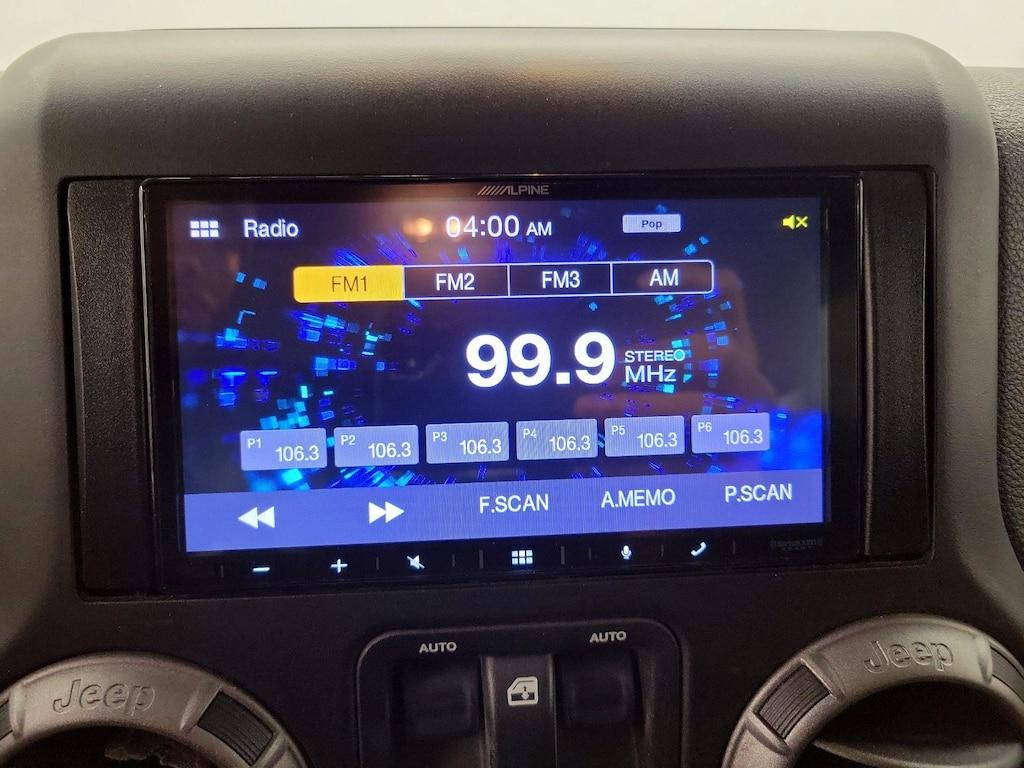 ALPINE
Radio
04:00 AM
Pop
FM1 FM2 FM3 AM
99.9 STEREO
MHz
P1 106.3 P2 106.3 P3 106.3 P4 106.3 P5 106.3 P6 106.3
F.SCAN A.MEMO P.SCAN
AUTO AUTO
Jeep Jeep